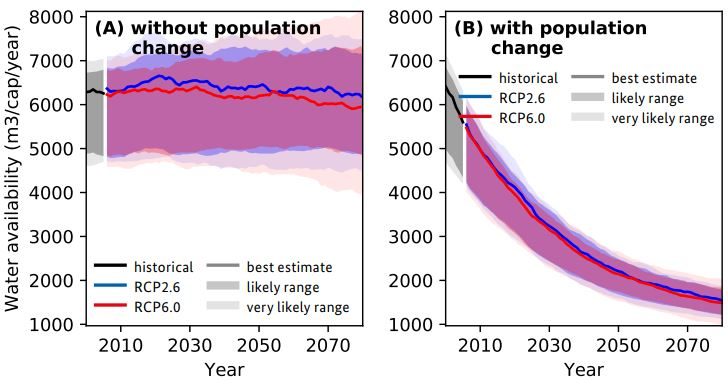 Water availability (m3/cap/year)
8000
7000
6000
5000
4000
3000
2000
1000
(A) without population
change
historical
RCP2.6
RCP6.0
best estimate
likely range
very likely range
2010
2030
2050
2070
Year
8000
7000
6000
5000
4000
3000
2000
1000
(B) with population
change
historical
RCP2.6
RCP6.0
best estimate
likely range
very likely range
2010
2030
2050
2070
Year